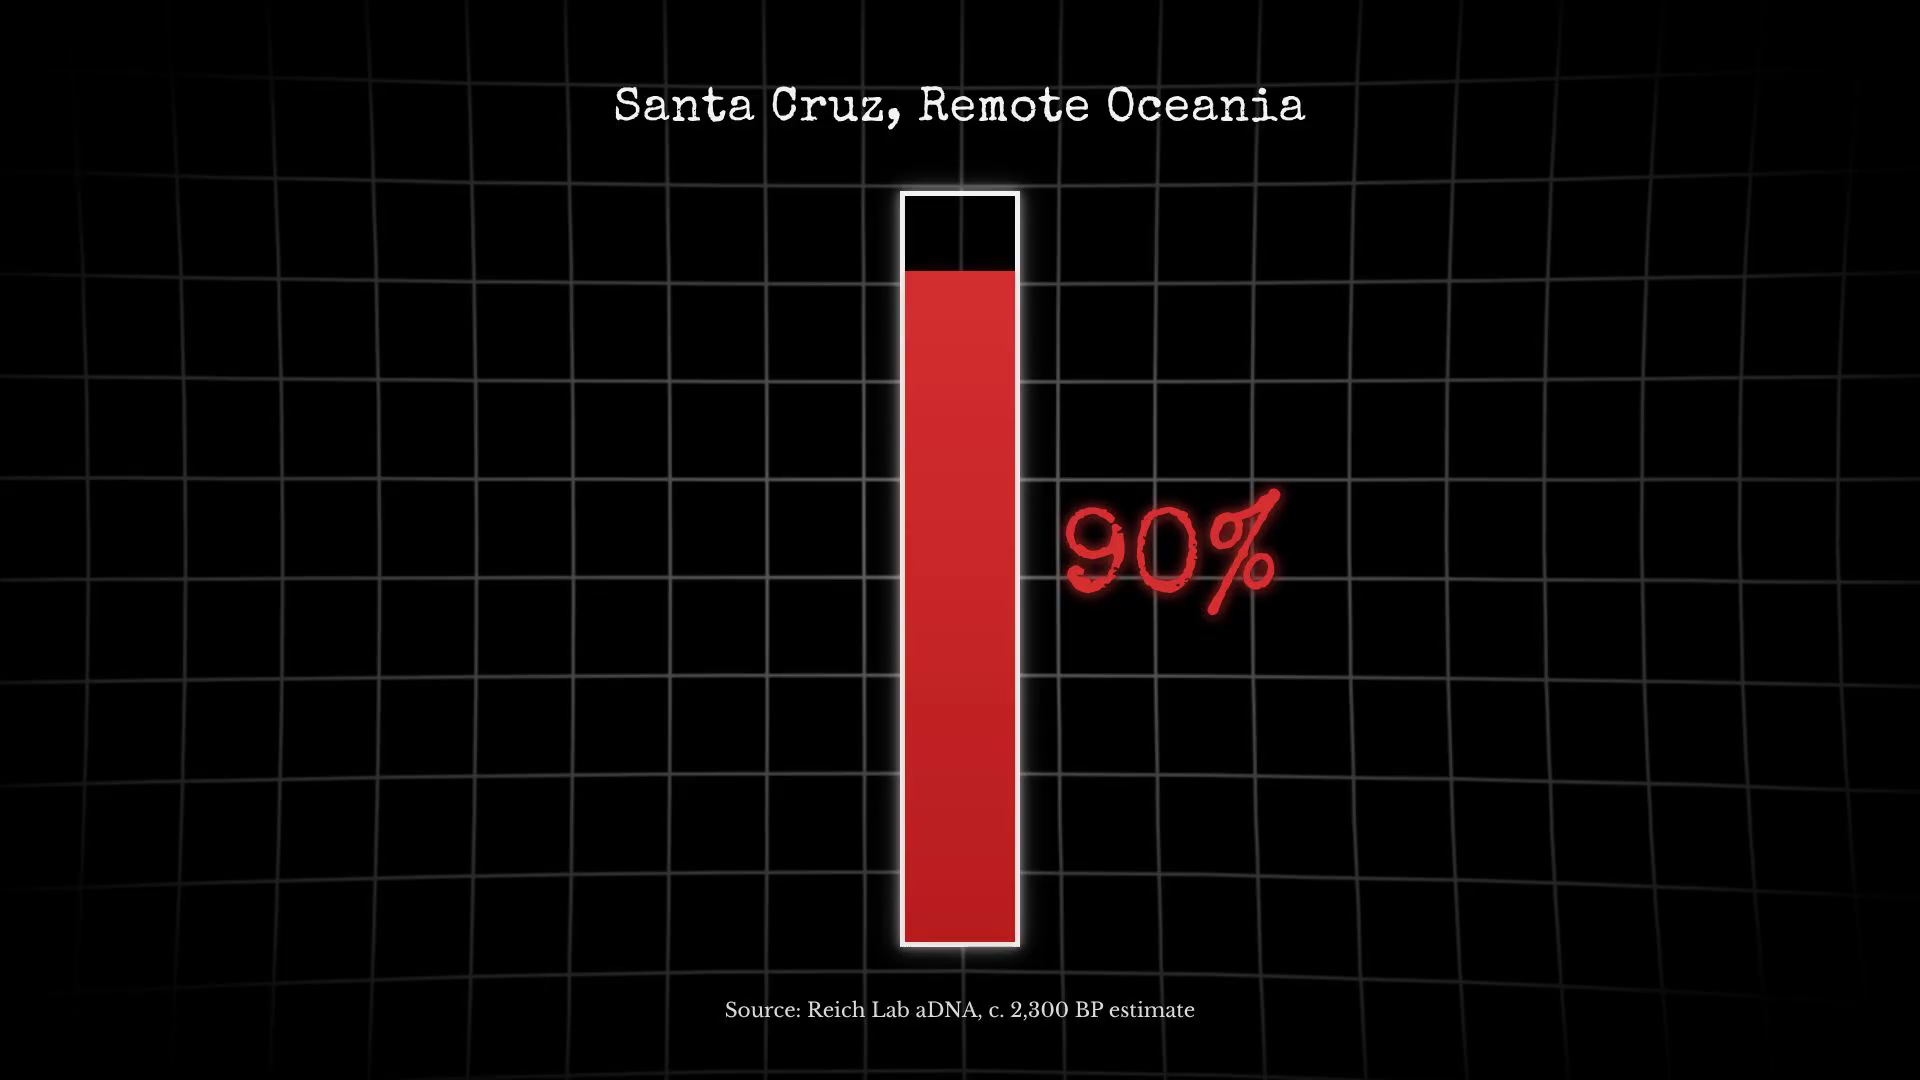 Santa Cruz, Remote Oceania
90%
Source: Reich Lab aDNA, c. 2,300 BP estimate